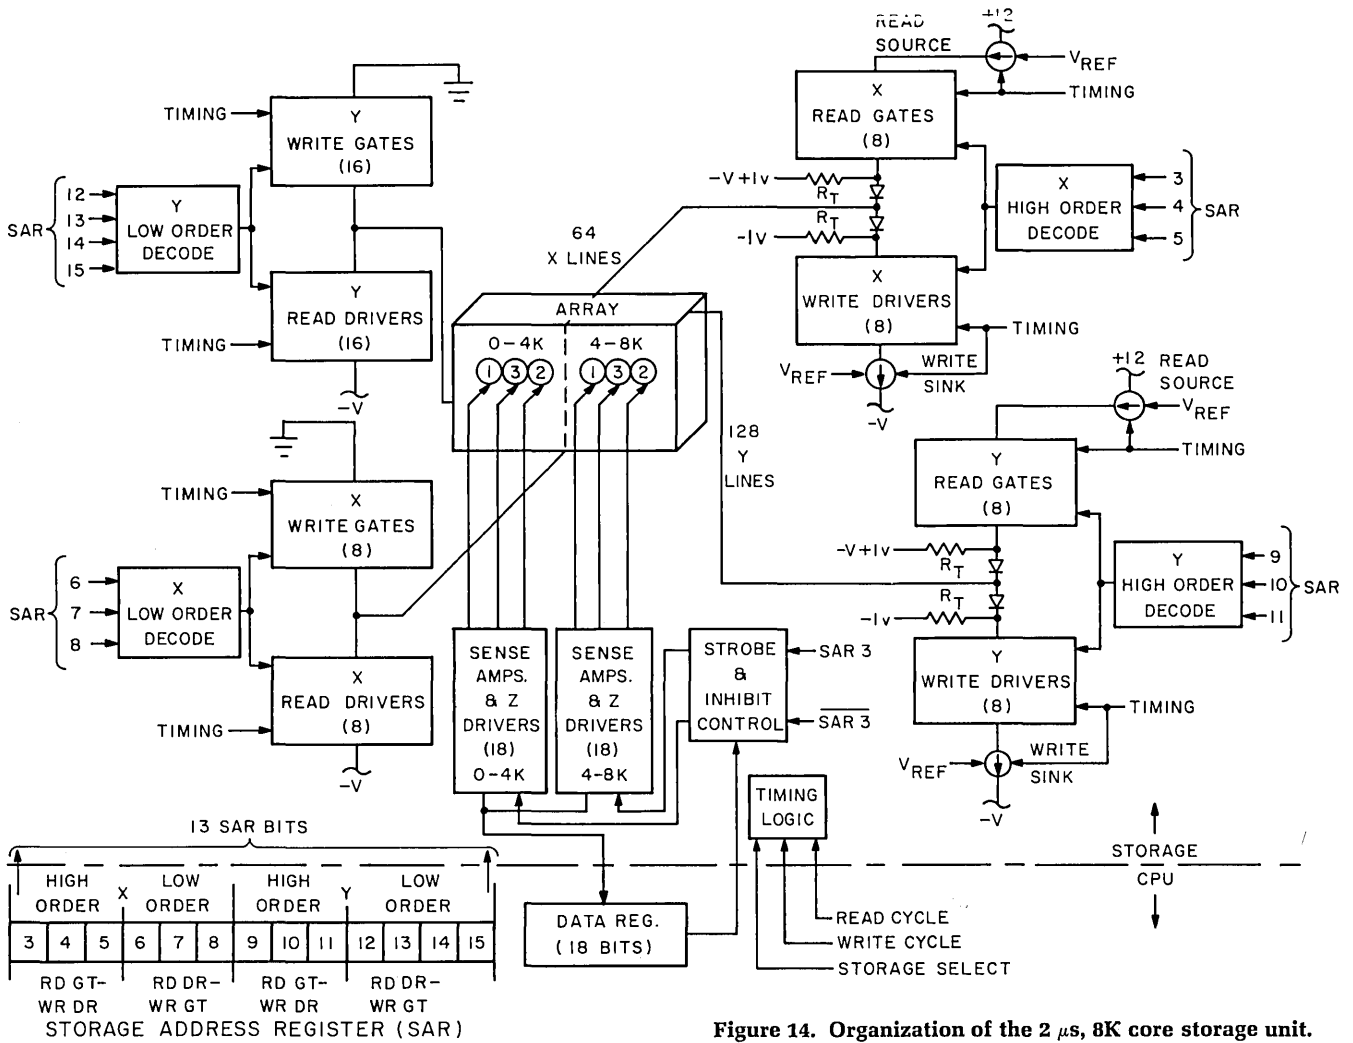 READ
SOURCE
+12
V REF
TIMING
X
READ GATES
(8)
TIMING
Y
WRITE GATES
(16)
-V+1v
R T
R T
-1v
X
HIGH ORDER
DECODE
3
4
5
SAR
SAR
12
13
14
15
Y
LOW ORDER
DECODE
64
X LINES
X
WRITE DRIVERS
(8)
TIMING
Y
READ DRIVERS
(16)
TIMING
-V
ARRAY
0-4K
4-8K
1 3 2
1 3 2
V REF
WRITE
SINK
-V
+12
READ
SOURCE
V REF
TIMING
128
Y
LINES
Y
READ GATES
(8)
TIMING
X
WRITE GATES
(8)
-V+1v
R T
R T
-1v
Y
HIGH ORDER
DECODE
9
10
11
SAR
SAR
6
7
8
X
LOW ORDER
DECODE
X
READ DRIVERS
(8)
TIMING
-V
SENSE
AMPS.
& Z
DRIVERS
(18)
0-4K
SENSE
AMPS.
& Z
DRIVERS
(18)
4-8K
STROBE
&
INHIBIT
CONTROL
SAR 3
SAR 3
Y
WRITE DRIVERS
(8)
TIMING
V REF
WRITE
SINK
-V
TIMING
LOGIC
13 SAR BITS
STORAGE
CPU
HIGH
ORDER
X
LOW
ORDER
HIGH
ORDER
Y
LOW
ORDER
3 4 5 6 7 8 9 10 11 12 13 14 15
RD GT-
WR DR
RD DR-
WR GT
RD GT-
WR DR
RD DR-
WR GT
STORAGE ADDRESS REGISTER (SAR)
DATA REG.
(18 BITS)
READ CYCLE
WRITE CYCLE
STORAGE SELECT
Figure 14. Organization of the 2 μs, 8K core storage unit.